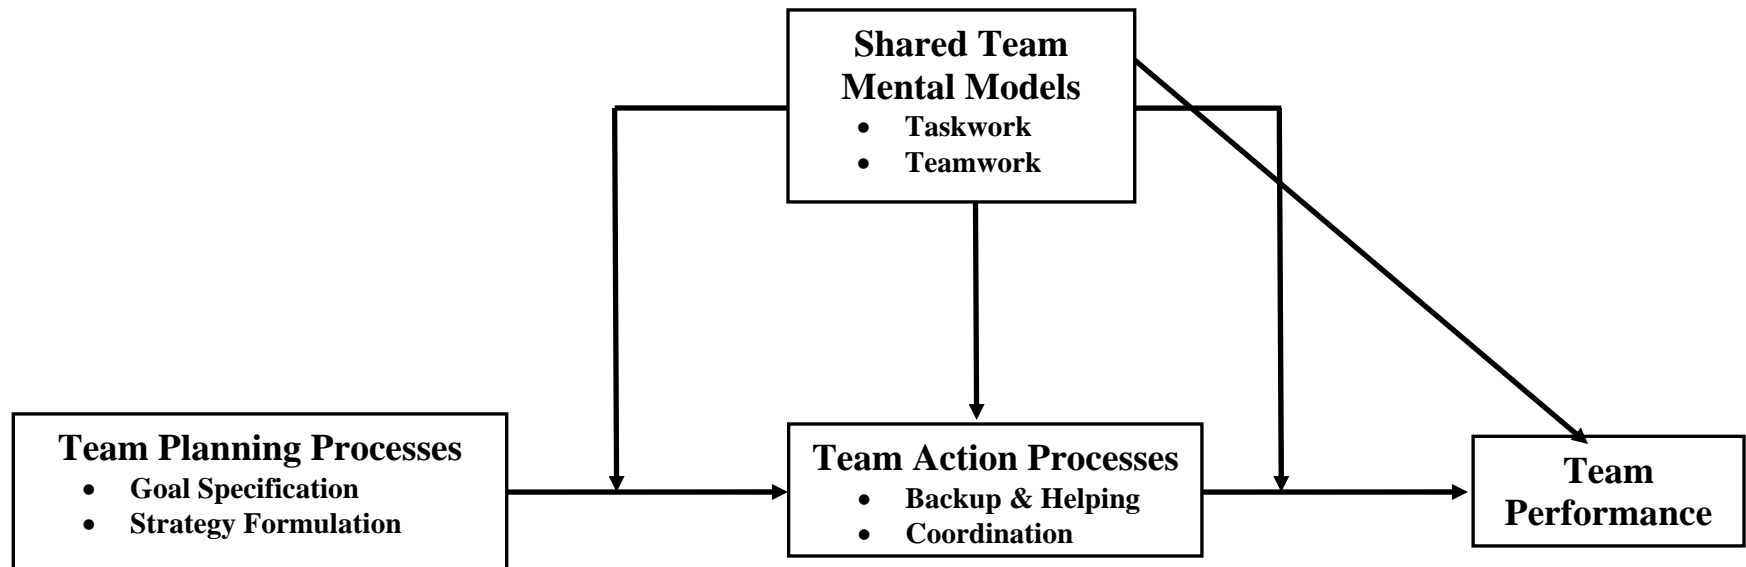 Shared Team
Mental Models
• Taskwork
• Teamwork
Team Planning Processes
• Goal Specification
• Strategy Formulation
Team Action Processes
• Backup & Helping
• Coordination
Team
Performance